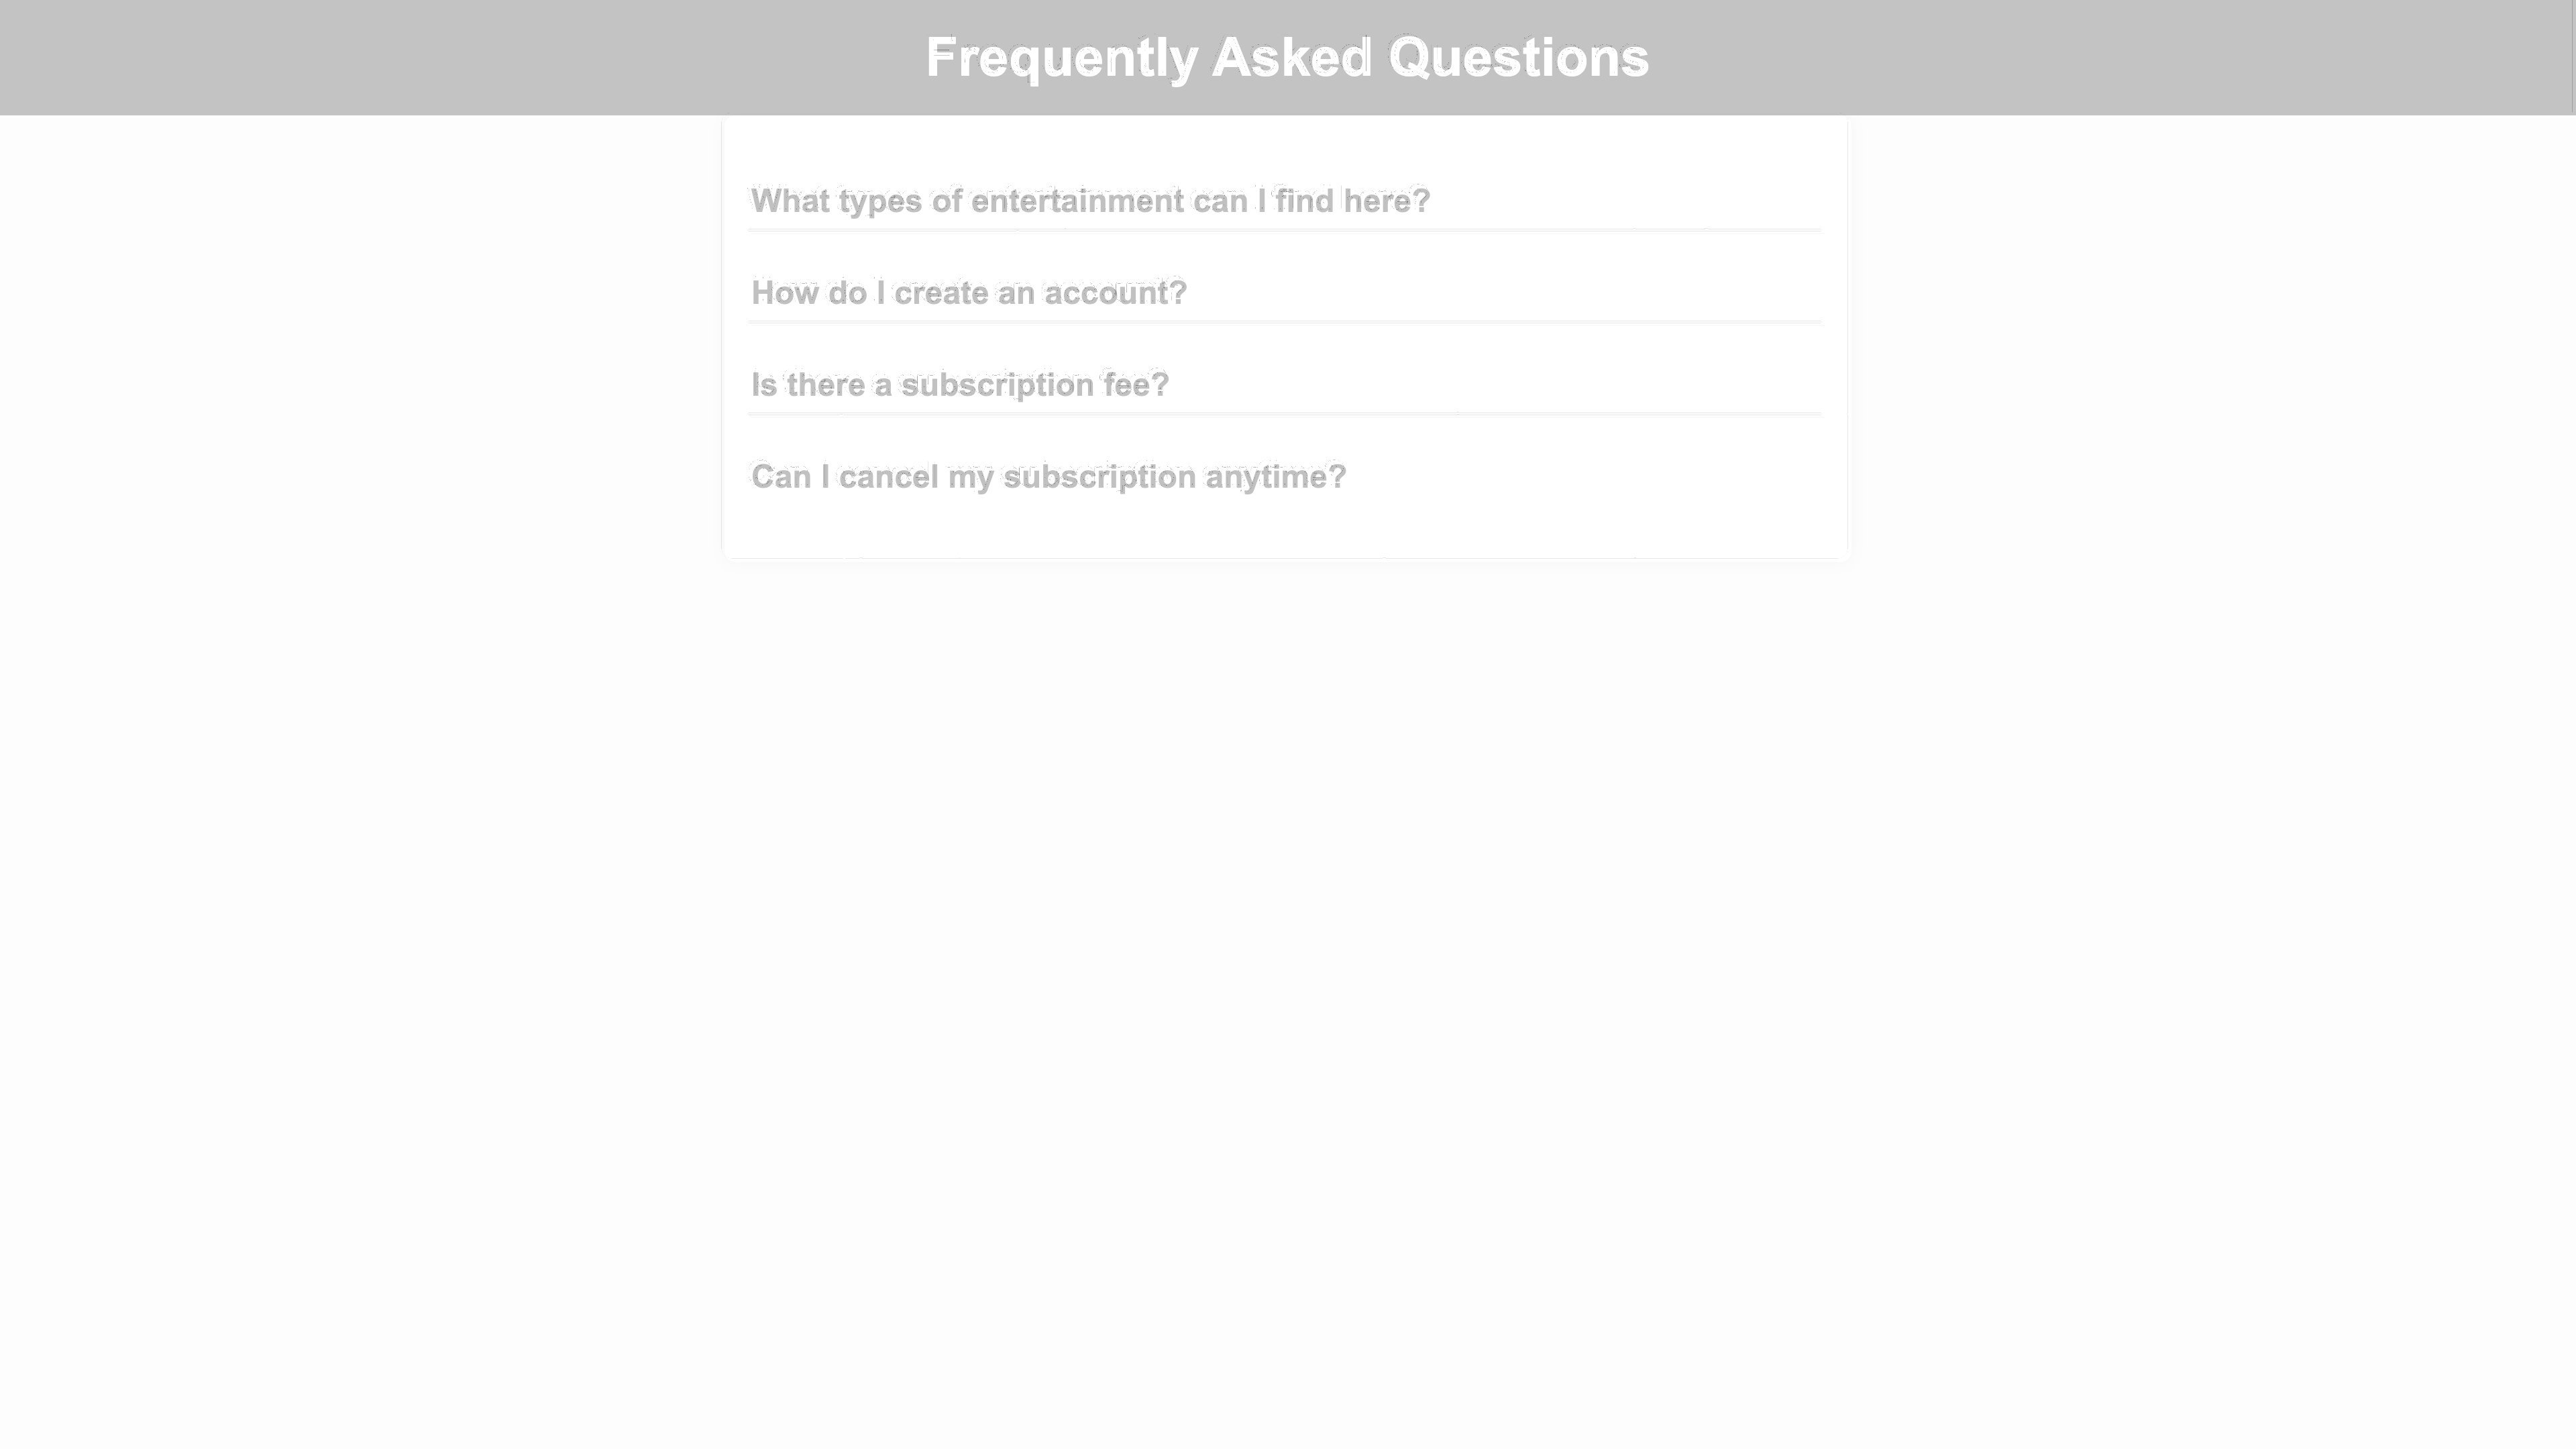 Frequently Asked Questions
What types of entertainment can I find here?
How do I create an account?
Is there a subscription fee?
Can I cancel my subscription anytime?